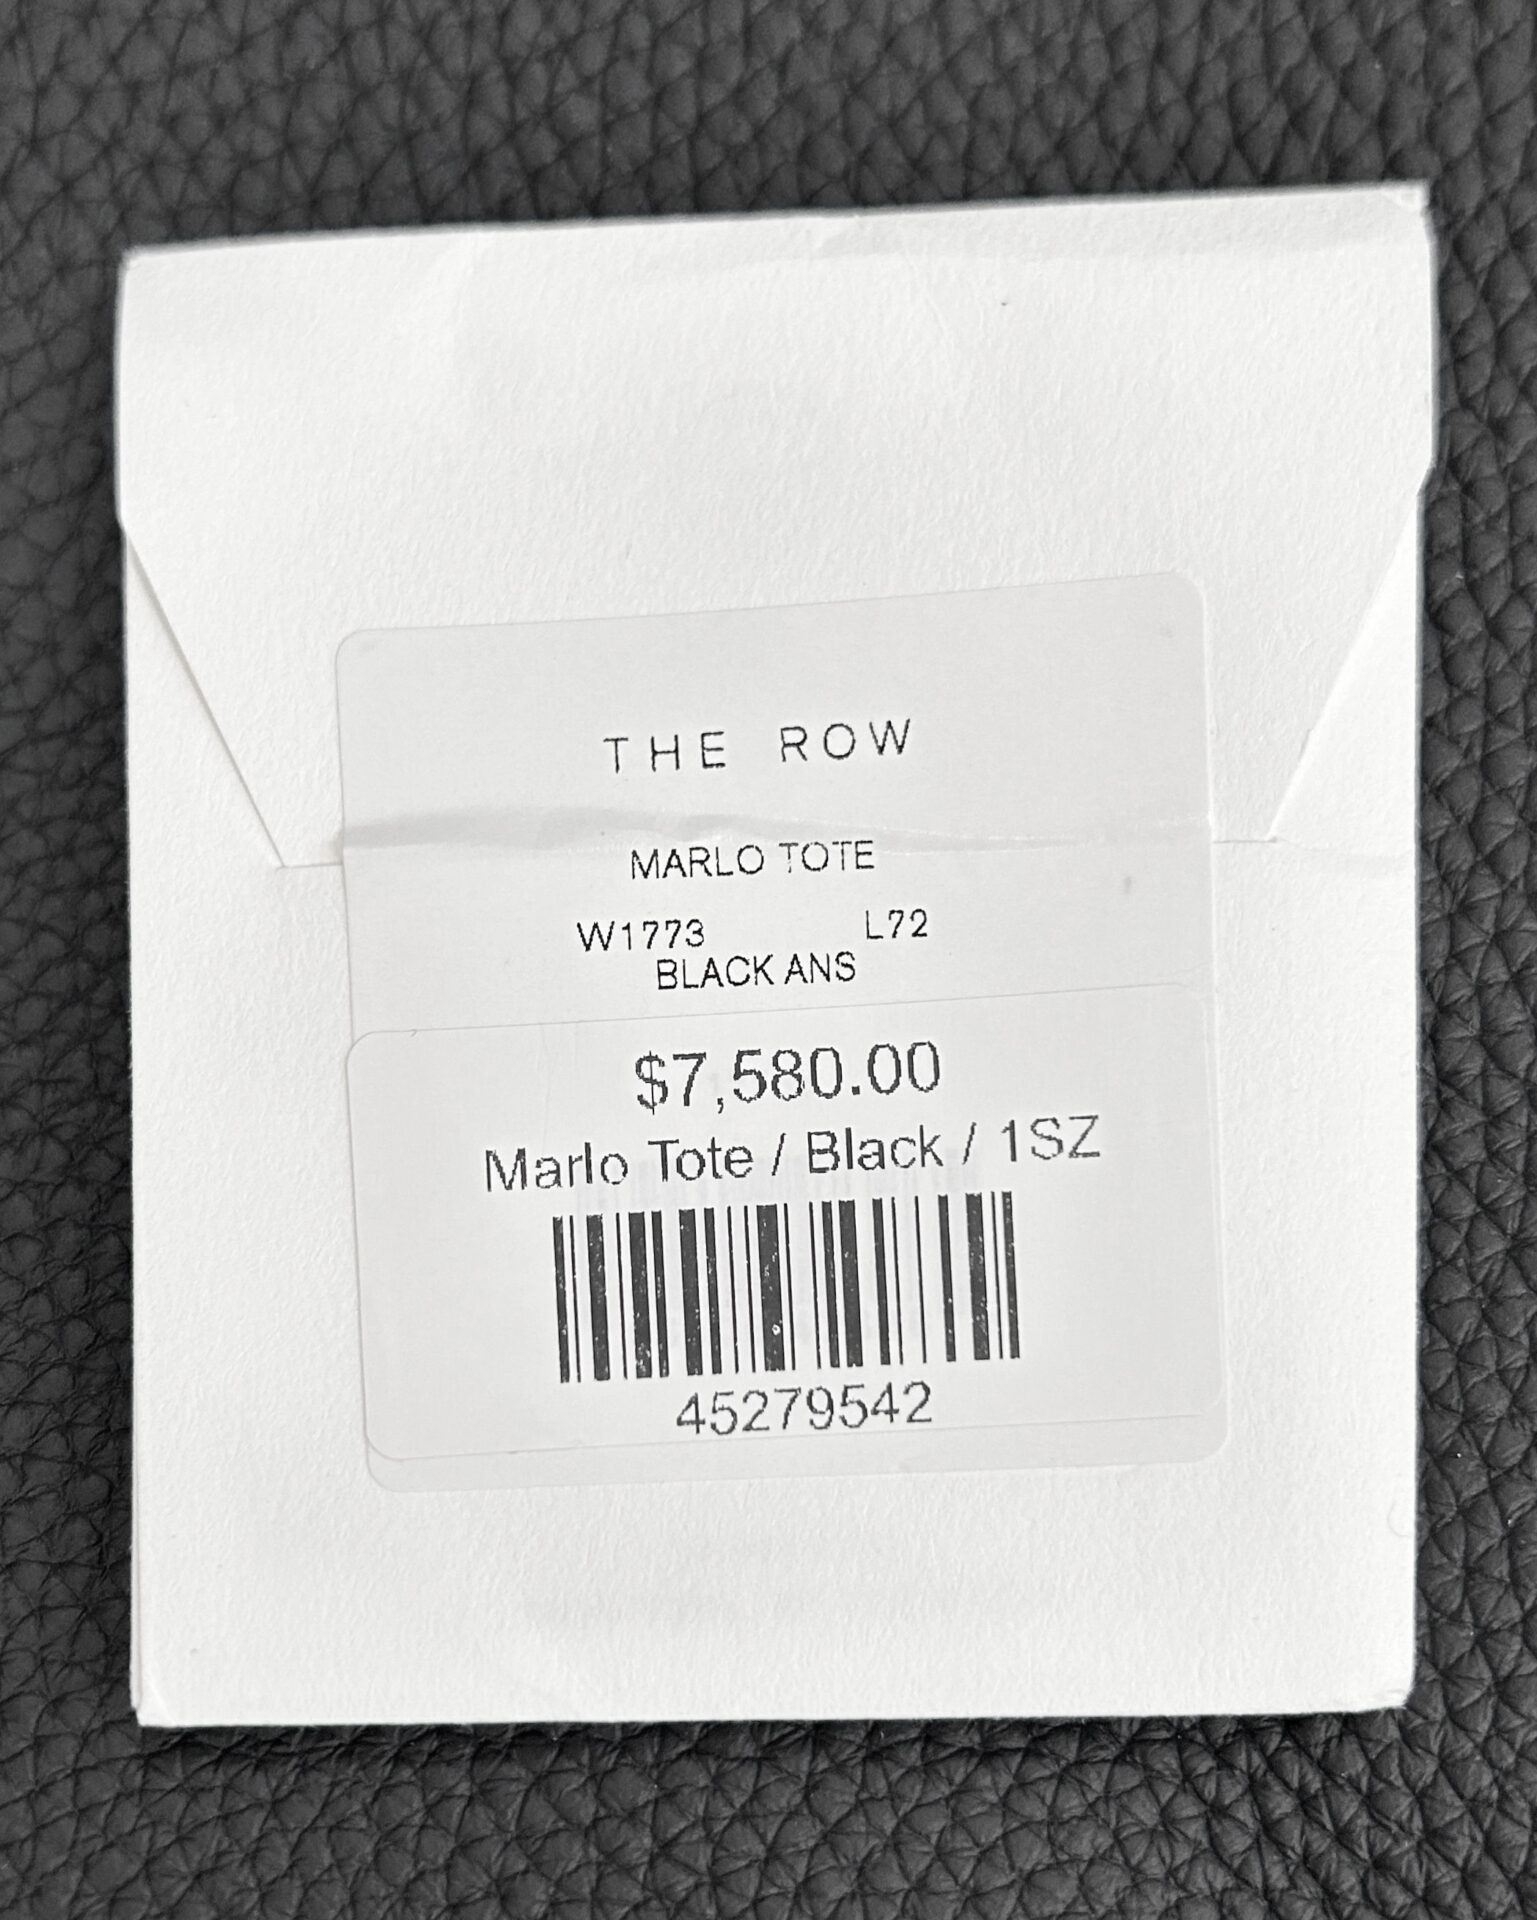 THE ROW
MARLO TOTE
W1773 L72
BLACK ANS
$7,580.00
Marlo Tote / Black / 1SZ
45279542